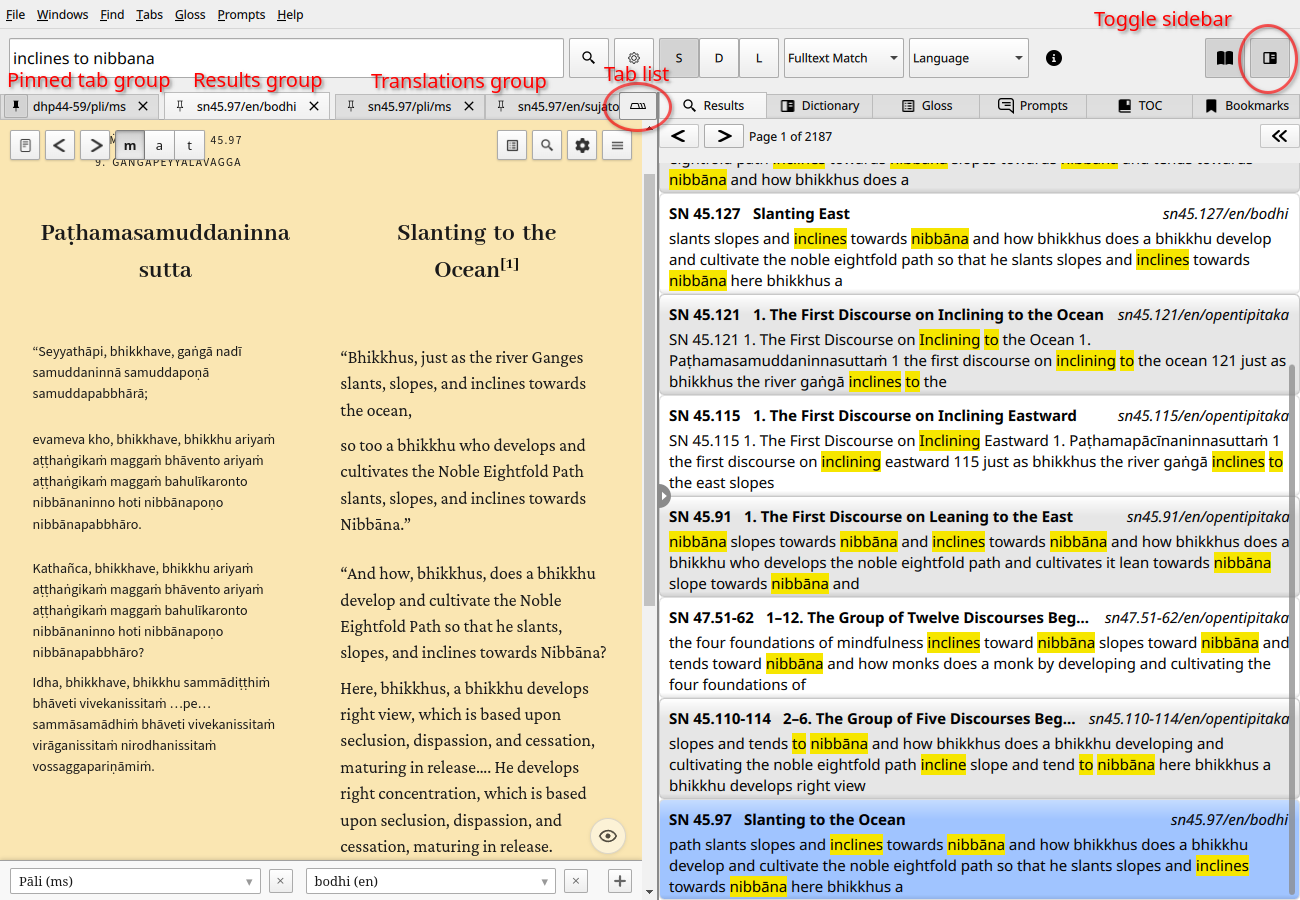 File Windows Find Tabs Gloss Prompts Help
Toggle sidebar
inclines to nibbana
S D L Fulltext Match Language
Pinned tab group Results group Translations group Tab list
dhp44-59/pli/ms sn45.97/en/bodhi sn45.97/pli/ms sn45.97/en/sujato
Results Dictionary Gloss Prompts TOC Bookmarks
m a t
45.97
9. GAṄGĀPEYYĀLAVAGGA
Paṭhamasamuddaninna
sutta
“Seyyathāpi, bhikkhave, gaṅgā nadī
samuddaninnā samuddapoṇā
samuddapabbhārā;
evameva kho, bhikkhave, bhikkhu ariyaṁ
aṭṭhaṅgikaṁ maggaṁ bhāvento ariyaṁ
aṭṭhaṅgikaṁ maggaṁ bahulīkaronto
nibbānaninno hoti nibbānapoṇo
nibbānapabbhāro.
Kathañca, bhikkhave, bhikkhu ariyaṁ
aṭṭhaṅgikaṁ maggaṁ bhāvento ariyaṁ
aṭṭhaṅgikaṁ maggaṁ bahulīkaronto
nibbānaninno hoti nibbānapoṇo
nibbānapabbhāro?
Idha, bhikkhave, bhikkhu sammādiṭṭhiṁ
bhāveti vivekanissitaṁ …pe…
sammāsamādhiṁ bhāveti vivekanissitaṁ
virāganissitaṁ nirodhanissitaṁ
vossaggapariṇāmiṁ.
Slanting to the
Ocean[1]
“Bhikkhus, just as the river Ganges
slants, slopes, and inclines towards
the ocean,
so too a bhikkhu who develops and
cultivates the Noble Eightfold Path
slants, slopes, and inclines towards
Nibbāna.”
“And how, bhikkhus, does a bhikkhu
develop and cultivate the Noble
Eightfold Path so that he slants,
slopes, and inclines towards Nibbāna?
Here, bhikkhus, a bhikkhu develops
right view, which is based upon
seclusion, dispassion, and cessation,
maturing in release.... He develops
right concentration, which is based
upon seclusion, dispassion, and
cessation, maturing in release.
Pāli (ms) × bodhi (en) × +
Page 1 of 2187
eightfold path inclines towards nibbāna slopes towards nibbāna and tends towards
nibbāna and how bhikkhus does a
SN 45.127 Slanting East sn45.127/en/bodhi
slants slopes and inclines towards nibbāna and how bhikkhus does a bhikkhu develop
and cultivate the noble eightfold path so that he slants slopes and inclines towards
nibbāna here bhikkhus a
SN 45.121 1. The First Discourse on Inclining to the Ocean sn45.121/en/opentipitaka
SN 45.121 1. The First Discourse on Inclining to the Ocean 1.
Paṭhamasamuddaninnasuttaṁ 1 the first discourse on inclining to the ocean 121 just as
bhikkhus the river gaṅgā inclines to the
SN 45.115 1. The First Discourse on Inclining Eastward sn45.115/en/opentipitaka
SN 45.115 1. The First Discourse on Inclining Eastward 1. Paṭhamapācīnaninnasuttaṁ 1
the first discourse on inclining eastward 115 just as bhikkhus the river gaṅgā inclines to
the east slopes
SN 45.91 1. The First Discourse on Leaning to the East sn45.91/en/opentipitaka
nibbāna slopes towards nibbāna and inclines towards nibbāna and how bhikkhus does a
bhikkhu who develops the noble eightfold path and cultivates it lean towards nibbāna
slope towards nibbāna and
SN 47.51-62 1–12. The Group of Twelve Discourses Beg... sn47.51-62/en/opentipitaka
the four foundations of mindfulness inclines toward nibbāna slopes toward nibbāna and
tends toward nibbāna and how monks does a monk by developing and cultivating the
four foundations of
SN 45.110-114 2–6. The Group of Five Discourses Beg... sn45.110-114/en/opentipitaka
slopes and tends to nibbāna and how bhikkhus does a bhikkhu developing and
cultivating the noble eightfold path incline slope and tend to nibbāna here bhikkhus a
bhikkhu develops right view
SN 45.97 Slanting to the Ocean sn45.97/en/bodhi
path slants slopes and inclines towards nibbāna and how bhikkhus does a bhikkhu
develop and cultivate the noble eightfold path so that he slants slopes and inclines
towards nibbāna here bhikkhus a